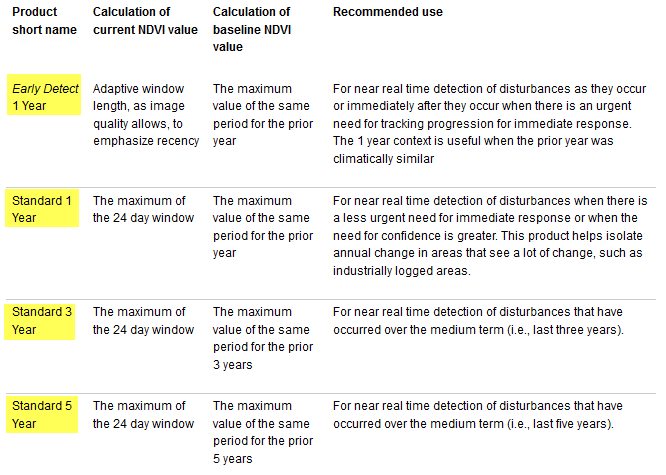 Product short name
Calculation of current NDVI value
Calculation of baseline NDVI value
Recommended use
Early Detect
1 Year
Adaptive window
length, as image
quality allows, to
emphasize recency
The maximum
value of the same
period for the prior
year
For near real time detection of disturbances as they occur
or immediately after they occur when there is an urgent
need for tracking progression for immediate response.
The 1 year context is useful when the prior year was
climatically similar
Standard 1
Year
The maximum of
the 24 day window
The maximum
value of the same
period for the prior
year
For near real time detection of disturbances when there is
a less urgent need for immediate response or when the
need for confidence is greater. This product helps isolate
annual change in areas that see a lot of change, such as
industrially logged areas.
Standard 3
Year
The maximum of
the 24 day window
The maximum
value of the same
period for the prior
3 years
For near real time detection of disturbances that have
occurred over the medium term (i.e., last three years).
Standard 5
Year
The maximum of
the 24 day window
The maximum
value of the same
period for the prior
5 years
For near real time detection of disturbances that have
occurred over the medium term (i.e., last five years).